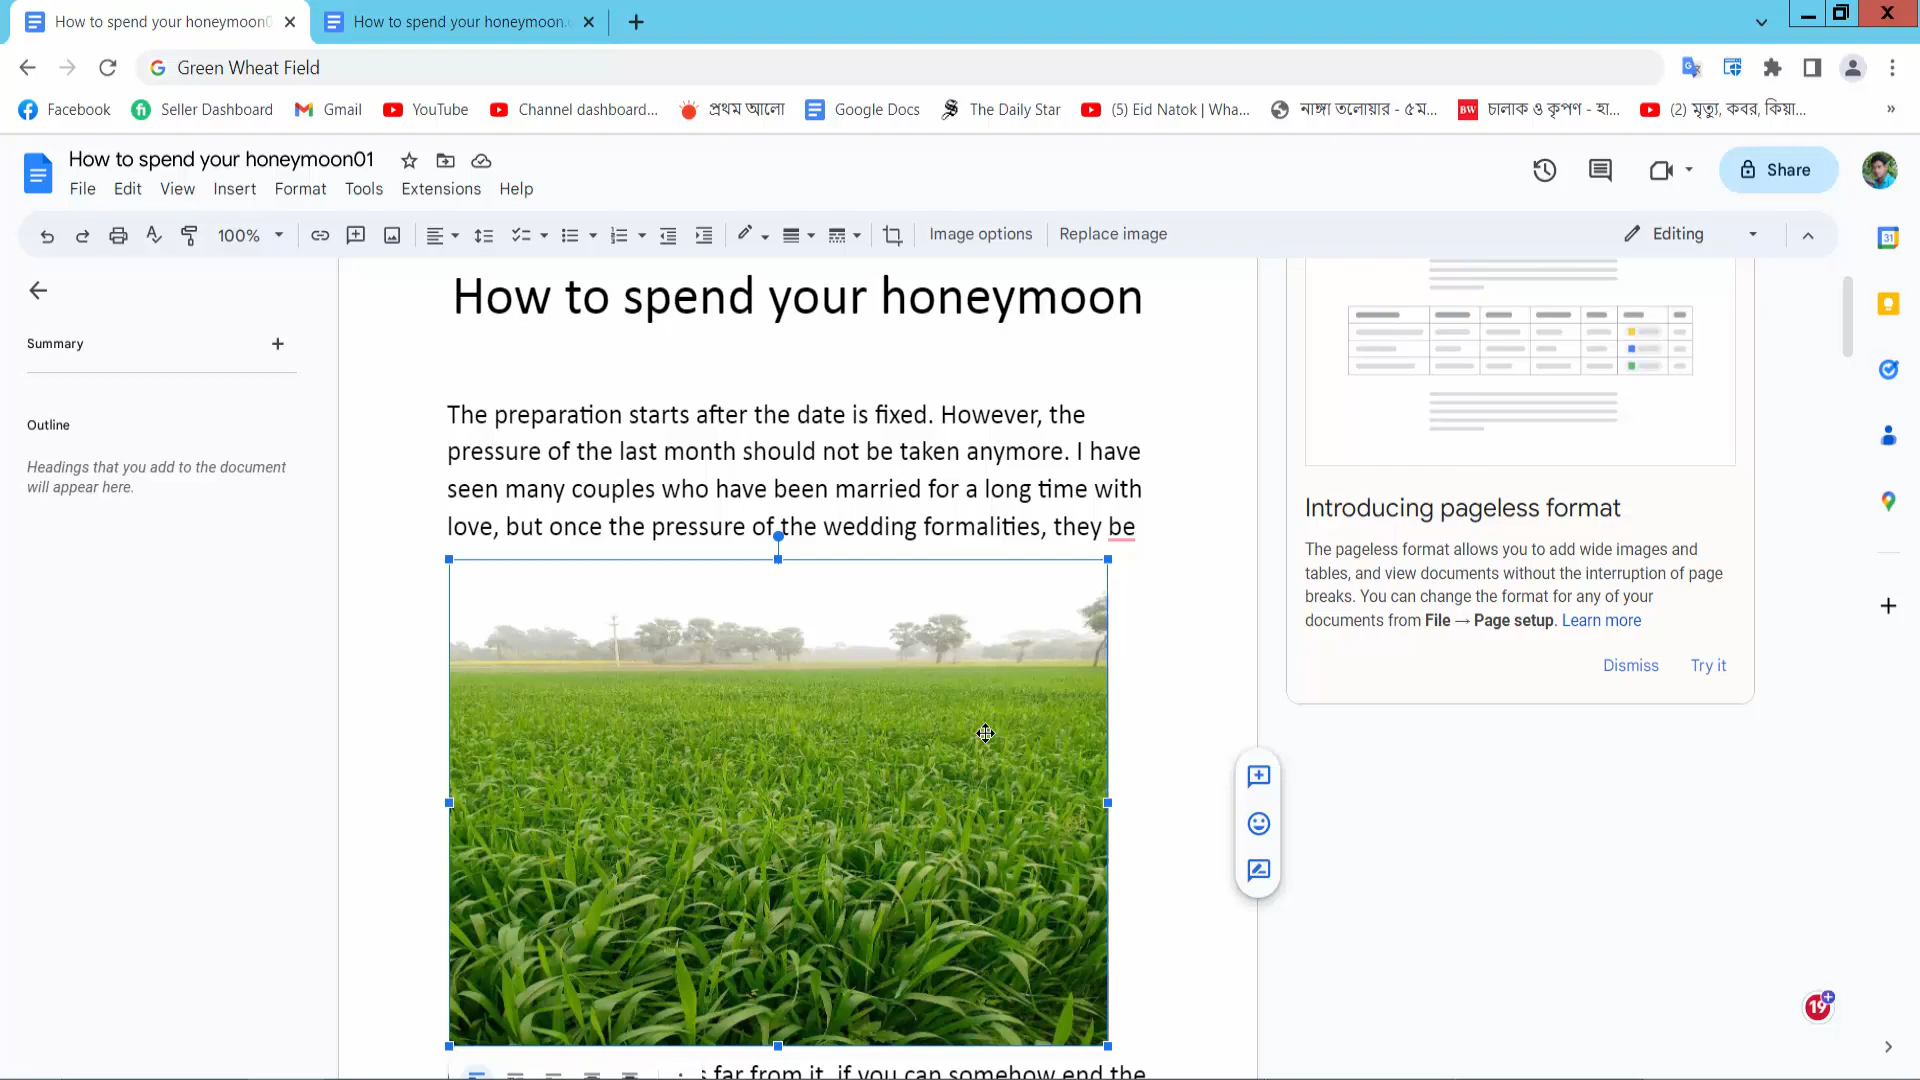 How to spend your honeymoon0
How to spend your honeymoon.
Green Wheat Field
Facebook
Seller Dashboard
Gmail
YouTube
Channel dashboard...
প্রথম আলো
Google Docs
The Daily Star
(5) Eid Natok | Wha...
নাঙ্গা তলোয়ার - ৫ম...
BW
চালাক ও কৃপণ - হা...
(2) মৃত্যু, কবর, কিয়া...
»
How to spend your honeymoon01
File Edit View Insert Format Tools Extensions Help
Share
100%
Image options
Replace image
Editing
31
Summary
Outline
Headings that you add to the document
will appear here.
How to spend your honeymoon
The preparation starts after the date is fixed. However, the
pressure of the last month should not be taken anymore. I have
seen many couples who have been married for a long time with
love, but once the pressure of the wedding formalities, they be
s far from it, if you can somehow end the
Introducing pageless format
The pageless format allows you to add wide images and
tables, and view documents without the interruption of page
breaks. You can change the format for any of your
documents from File → Page setup. Learn more
Dismiss Try it
19